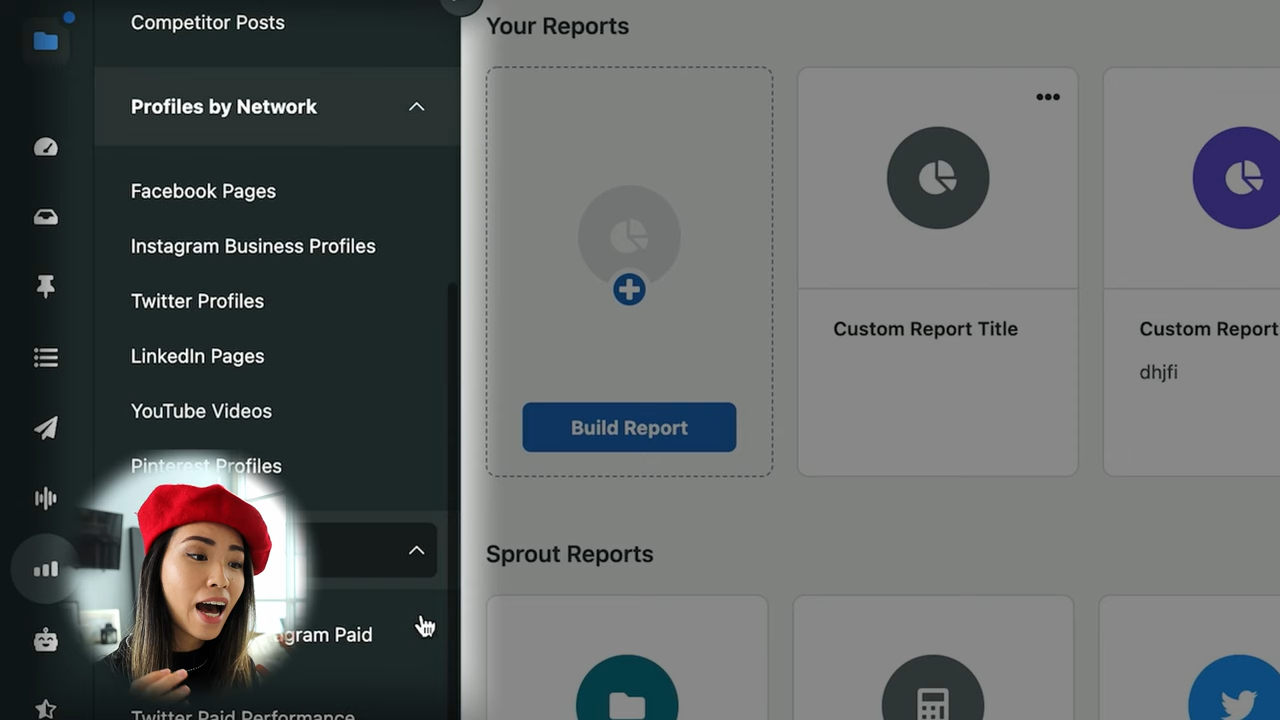 Competitor Posts
Profiles by Network
Facebook Pages
Instagram Business Profiles
Twitter Profiles
LinkedIn Pages
YouTube Videos
Pinterest Profiles
agram Paid
Twitter Paid Performance
Your Reports
Build Report
Custom Report Title
Custom Report
dhjfi
Sprout Reports